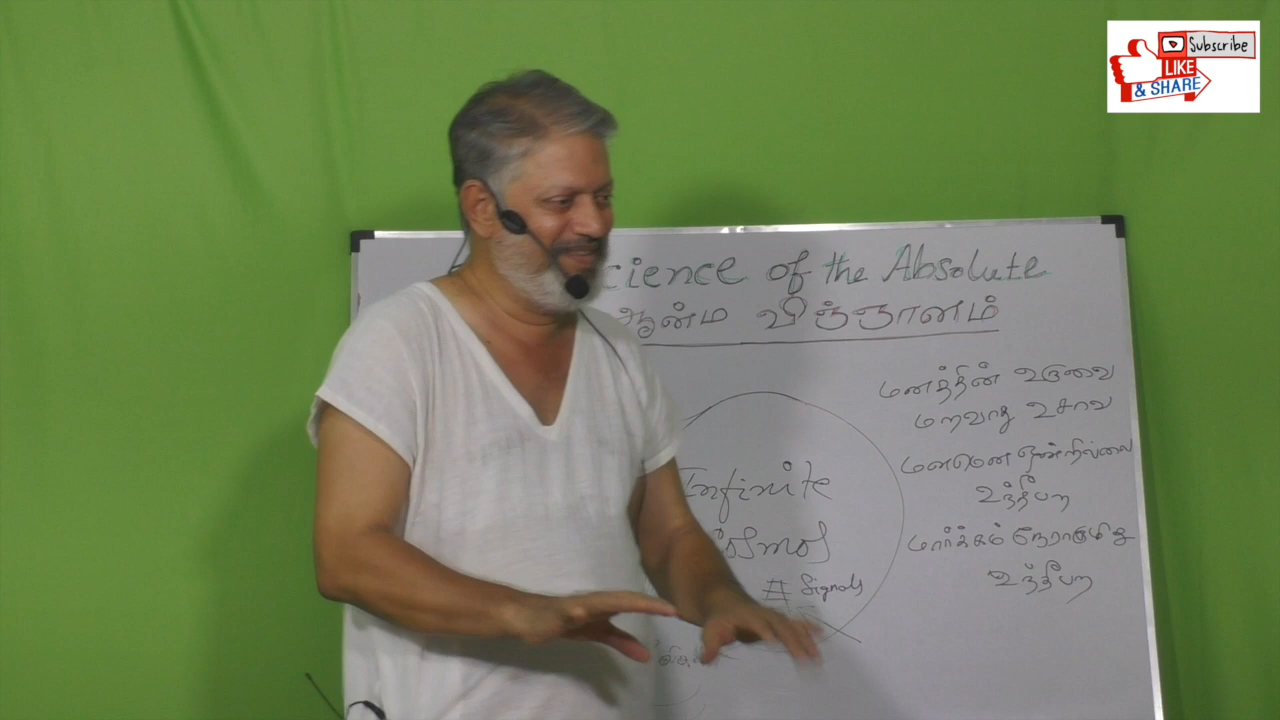 Subscribe
LIKE
& SHARE
cience of the Absolute
ஆன்ம விஞ்ஞானம்
மனத்தின் உருவை
மறவாது உசாவ
மனமென ஒன்றில்லை
உந்தீபற
மார்க்கம் நேராகுமிது
உந்தீபற
Infinite
# Signals